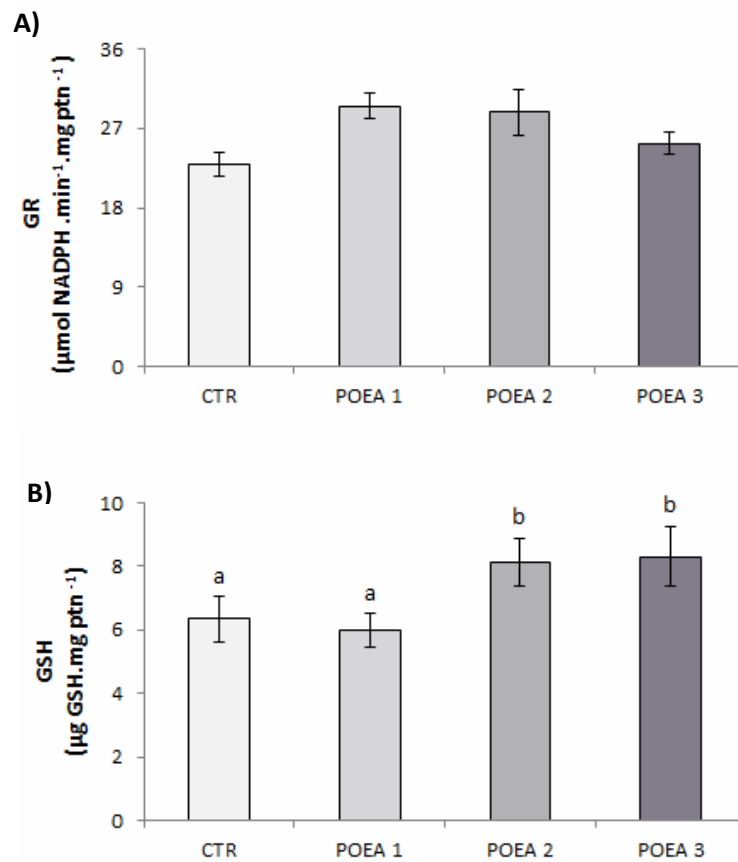 A)
GR
(µmol NADPH .min⁻¹.mg ptn⁻¹)
36
27
18
9
0
CTR POEA 1 POEA 2 POEA 3
B)
GSH
(µg GSH.mg ptn⁻¹)
10
8
6
4
2
0
a a b b
CTR POEA 1 POEA 2 POEA 3